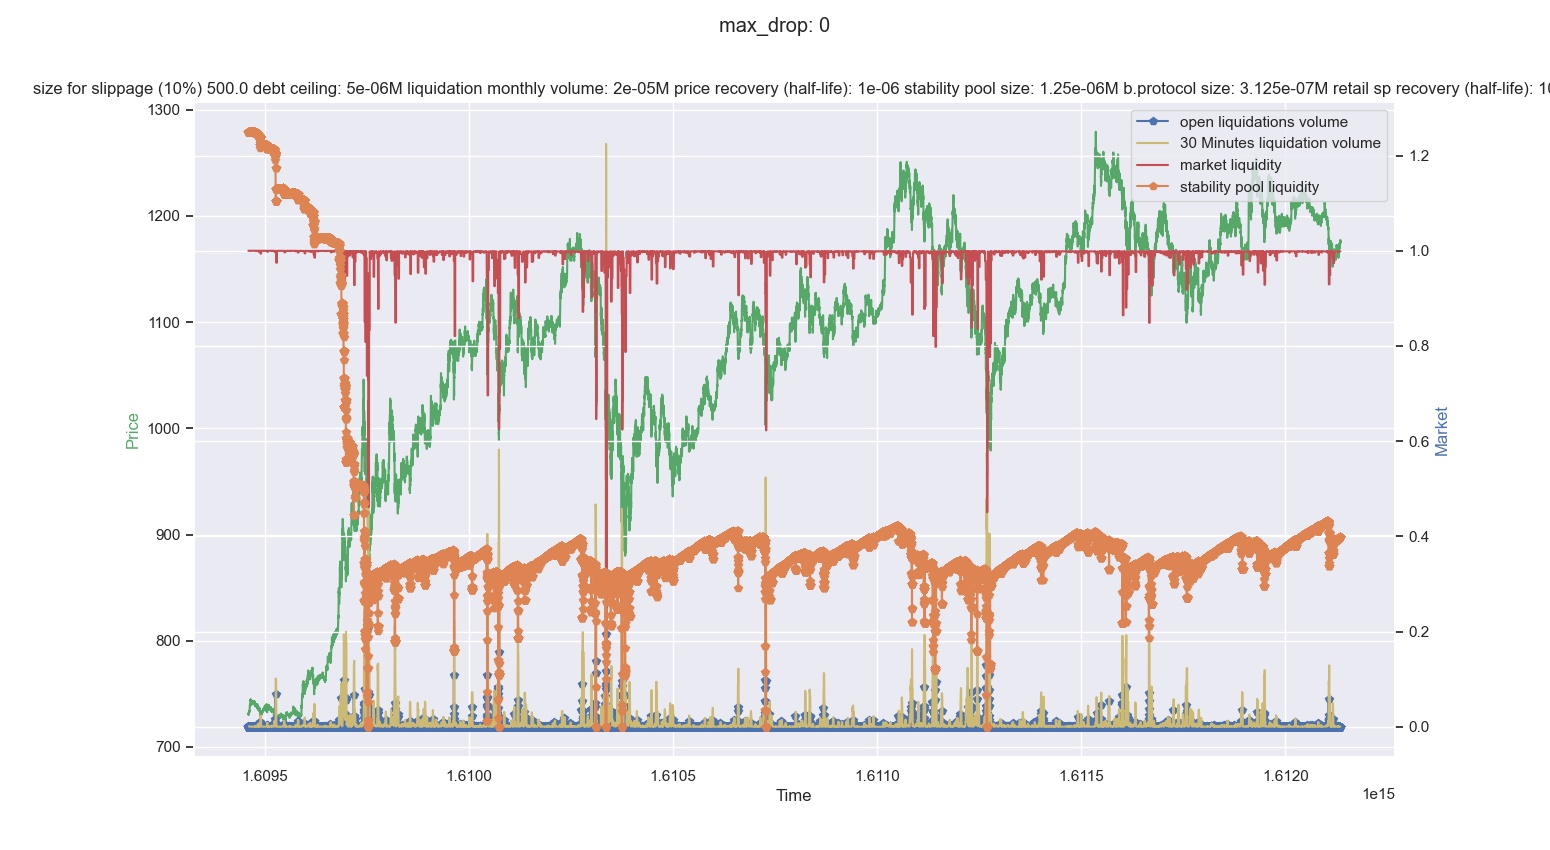 max_drop: 0
size for slippage (10%) 500.0 debt ceiling: 5e-06M liquidation monthly volume: 2e-05M price recovery (half-life): 1e-06 stability pool size: 1.25e-06M b.protocol size: 3.125e-07M retail sp recovery (half-life):
open liquidations volume
30 Minutes liquidation volume
market liquidity
stability pool liquidity
1300
1200
1100
1000
900
800
700
Price
1.2
1.0
0.8
0.6
0.4
0.2
0.0
Market
1.6095 1.6100 1.6105 1.6110 1.6115 1.6120
1e15
Time